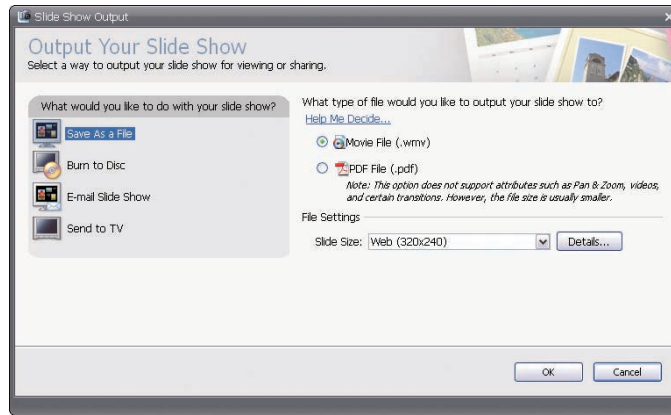 Slide Show Output
Output Your Slide Show
Select a way to output your slide show for viewing or sharing.
What would you like to do with your slide show?
Save As a File
Burn to Disc
E-mail Slide Show
Send to TV
What type of file would you like to output your slide show to?
Help Me Decide...
Movie File (.wmv)
PDF File (.pdf)
Note: This option does not support attributes such as Pan & Zoom, videos,
and certain transitions. However, the file size is usually smaller.
File Settings
Slide Size: Web (320x240) Details...
OK Cancel